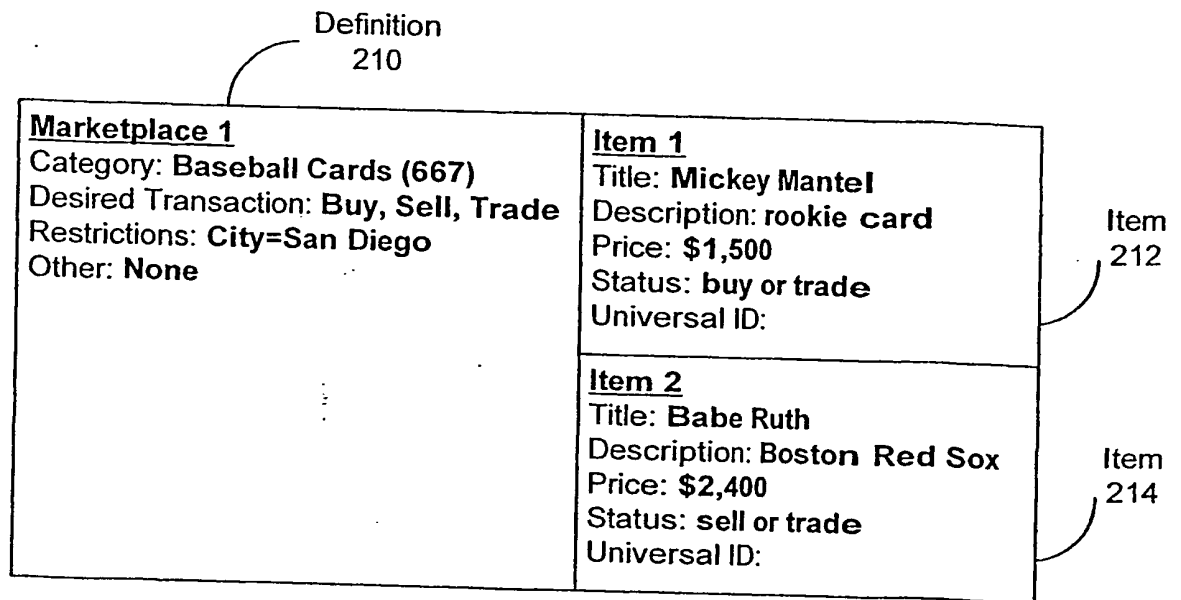 Definition
210
Marketplace 1
Category: Baseball Cards (667)
Desired Transaction: Buy, Sell, Trade
Restrictions: City=San Diego
Other: None
Item 1
Title: Mickey Mantel
Description: rookie card
Price: $1,500
Status: buy or trade
Universal ID:
Item
212
Item 2
Title: Babe Ruth
Description: Boston Red Sox
Price: $2,400
Status: sell or trade
Universal ID:
Item
214